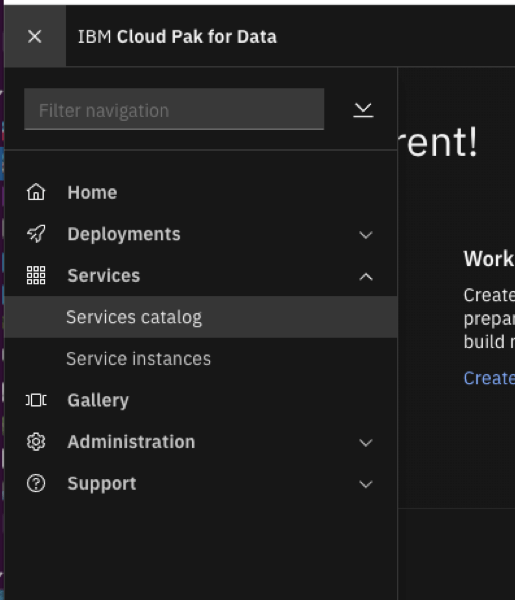 IBM Cloud Pak for Data
Filter navigation
Home
Deployments
Services
Services catalog
Service instances
Gallery
Administration
Support
rent!
Work
Create
prepar
build
Create